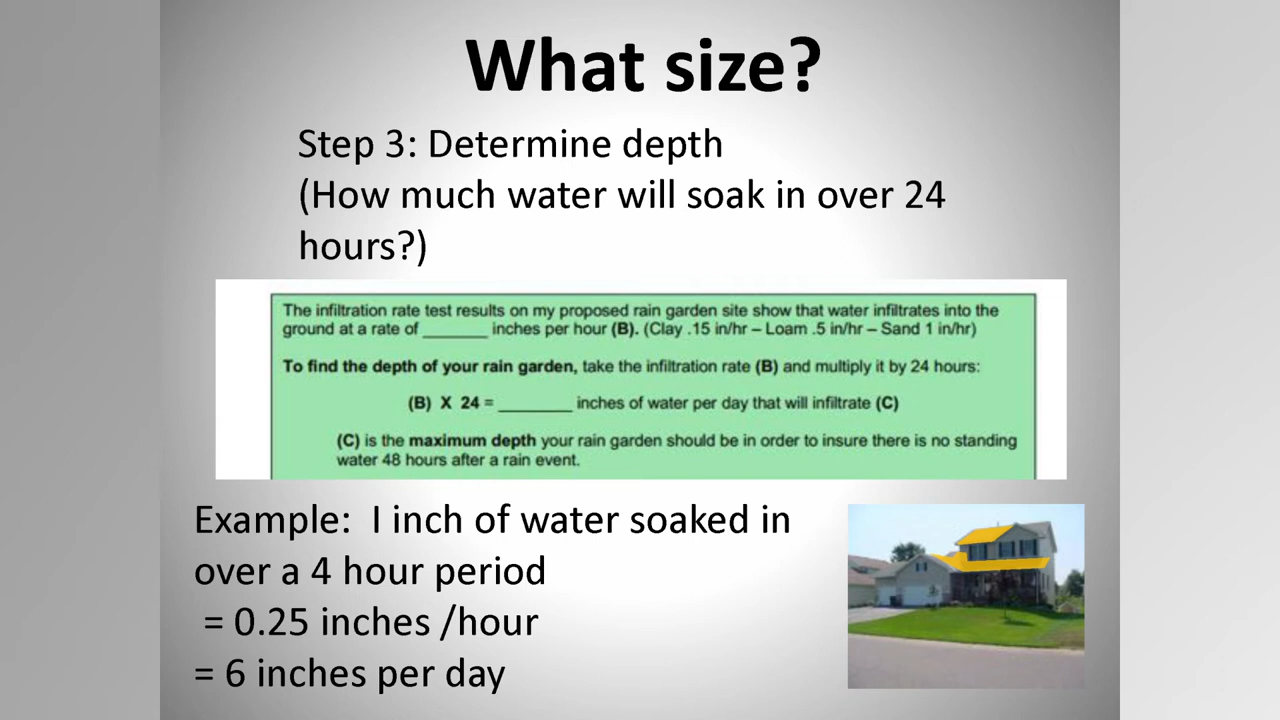 What size?
Step 3: Determine depth
(How much water will soak in over 24
hours?)
The infiltration rate test results on my proposed rain garden site show that water infiltrates into the
ground at a rate of _______ inches per hour (B). (Clay .15 in/hr – Loam .5 in/hr – Sand 1 in/hr)
To find the depth of your rain garden, take the infiltration rate (B) and multiply it by 24 hours:
(B) X 24 = ________ inches of water per day that will infiltrate (C)
(C) is the maximum depth your rain garden should be in order to insure there is no standing
water 48 hours after a rain event.
Example: I inch of water soaked in
over a 4 hour period
= 0.25 inches /hour
= 6 inches per day